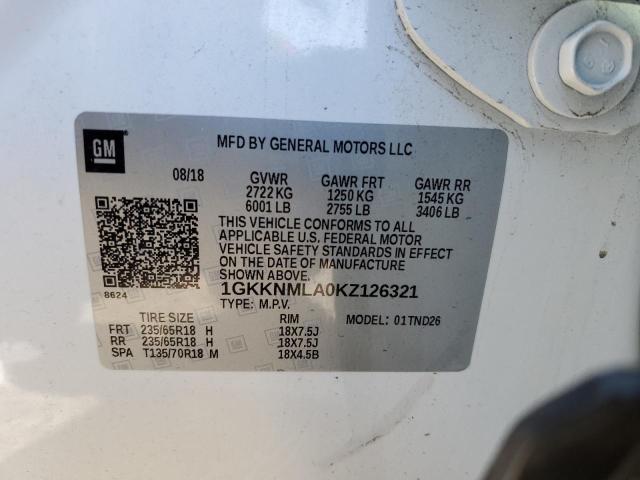 GM
MFD BY GENERAL MOTORS LLC
08/18 GVWR GAWR FRT GAWR RR
2722 KG 1250 KG 1545 KG
6001 LB 2755 LB 3406 LB
THIS VEHICLE CONFORMS TO ALL
APPLICABLE U.S. FEDERAL MOTOR
VEHICLE SAFETY STANDARDS IN EFFECT
ON THE DATE OF MANUFACTURE
SHOWN ABOVE.
8624 1GKKNMLA0KZ126321
TYPE: M.P.V.
TIRE SIZE RIM MODEL: 01TND26
FRT 235/65R18 H 18X7.5J
RR 235/65R18 H 18X7.5J
SPA T135/70R18 M 18X4.5B